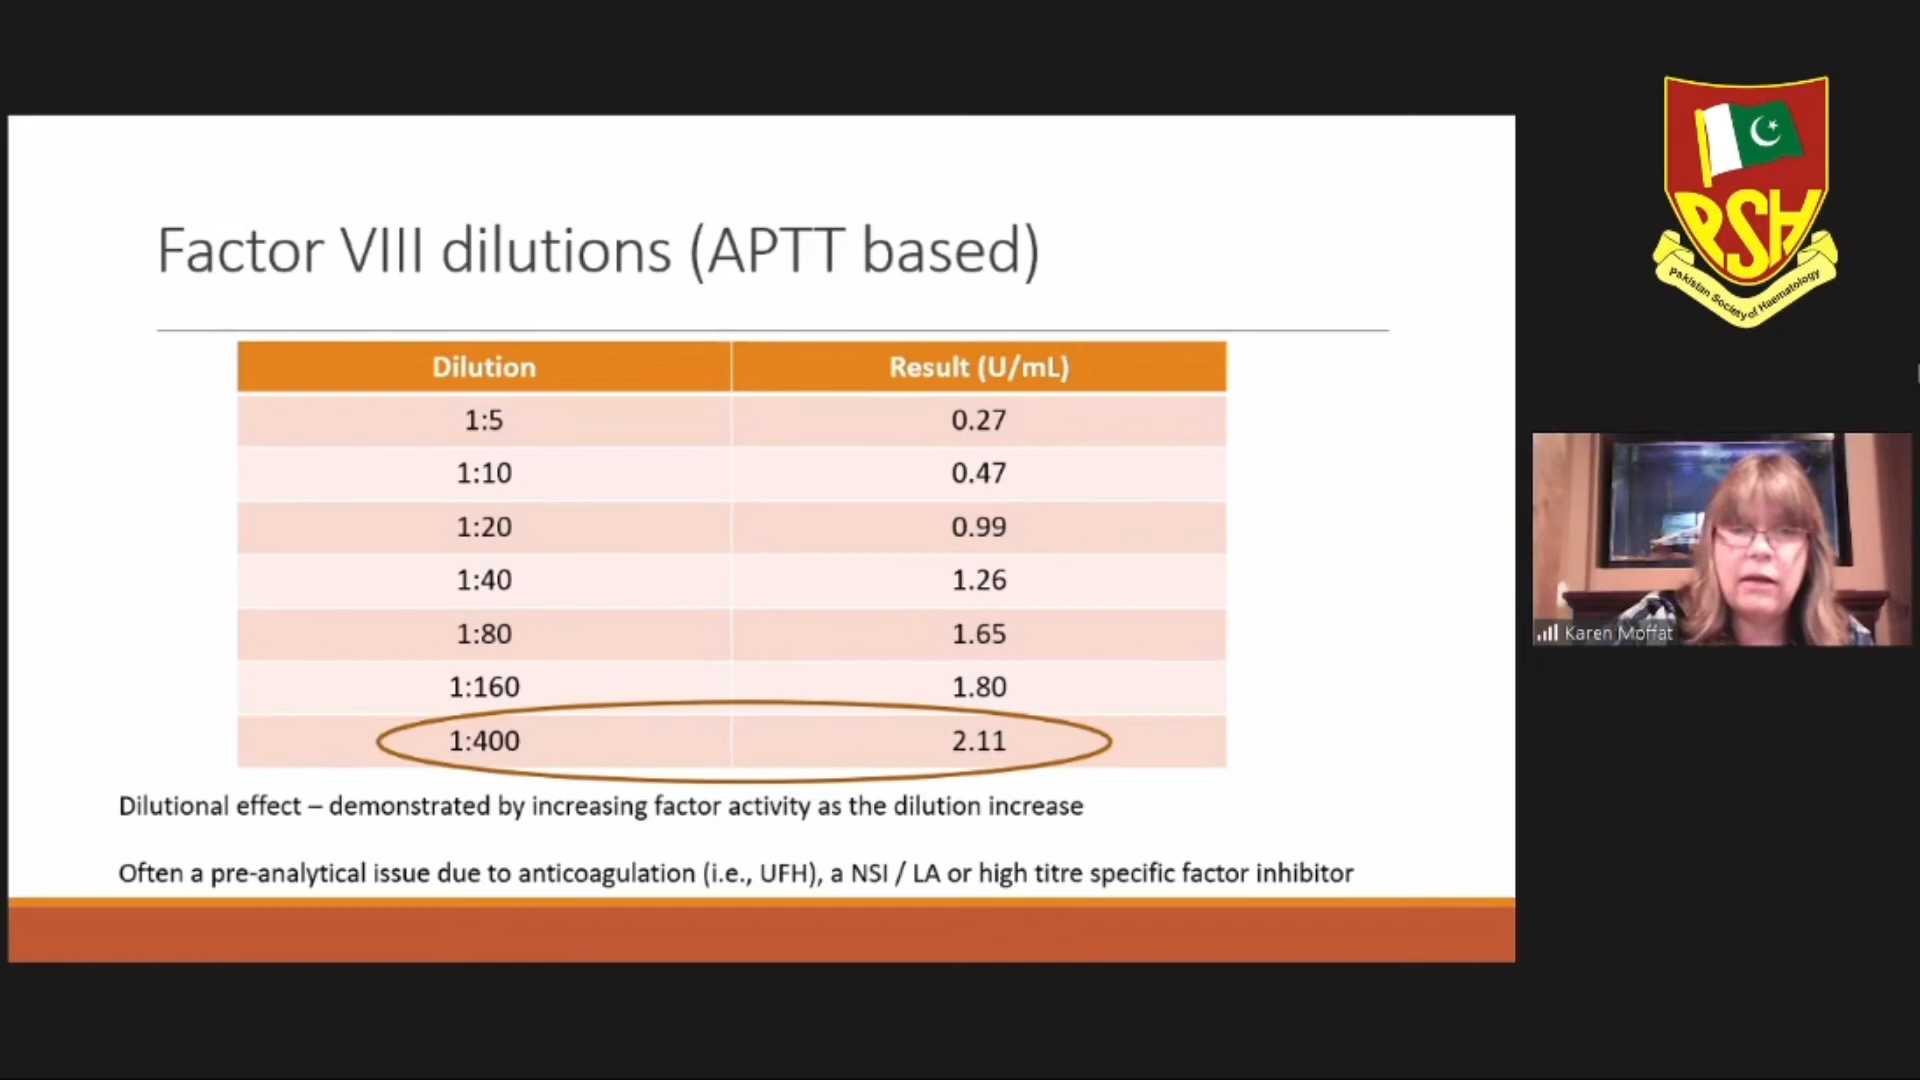 Factor VIII dilutions (APTT based)
Dilution Result (U/mL)
1:5 0.27
1:10 0.47
1:20 0.99
1:40 1.26
1:80 1.65
1:160 1.80
1:400 2.11
Dilutional effect – demonstrated by increasing factor activity as the dilution increase
Often a pre-analytical issue due to anticoagulation (i.e., UFH), a NSI / LA or high titre specific factor inhibitor
PSH
Pakistan Society of Haematology
Karen Moffat